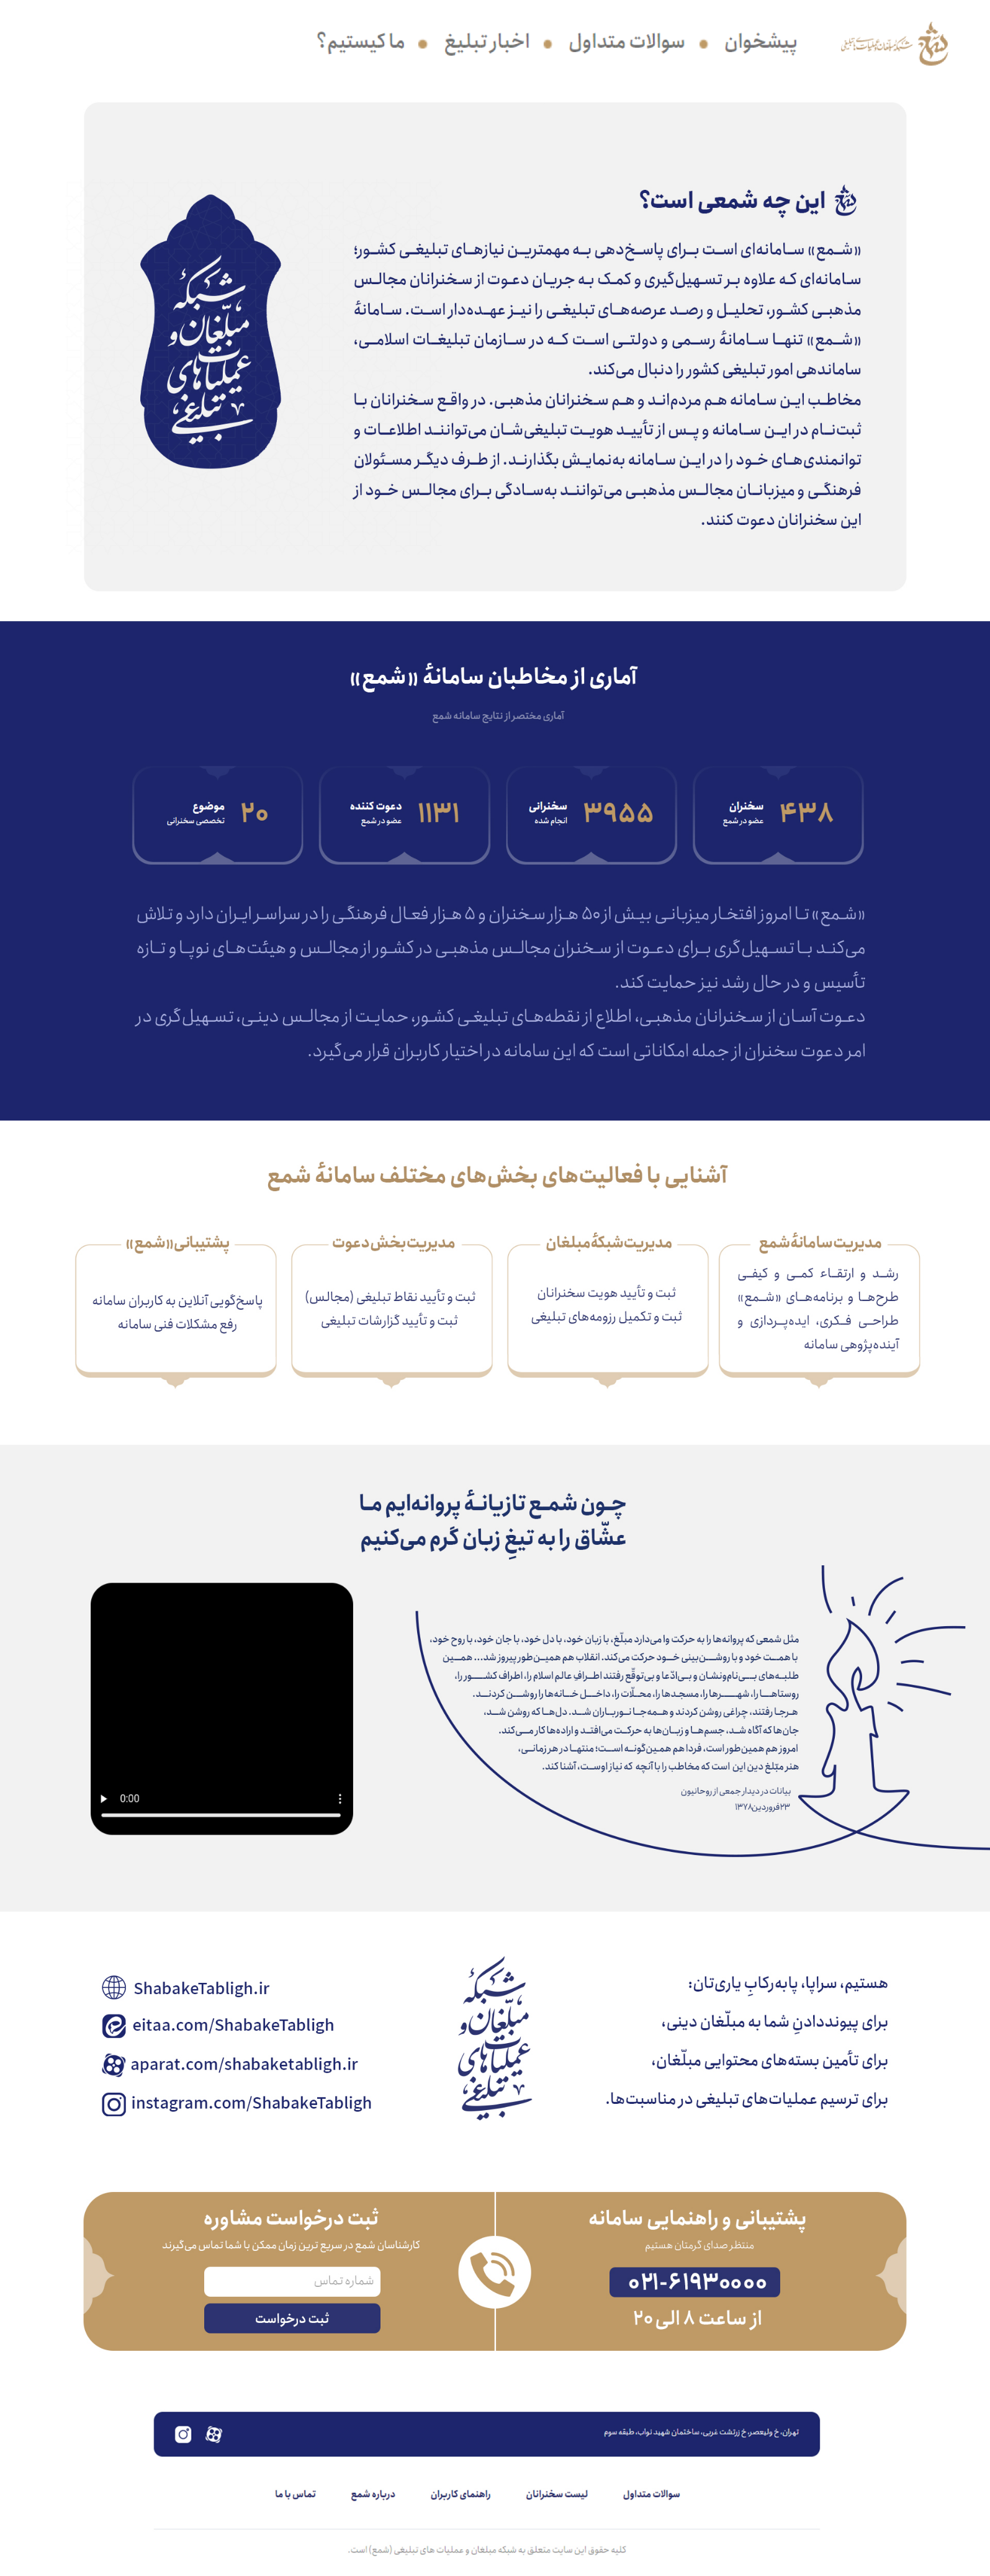 شبکه مبلغان و عملیات‌های تبلیغی
پیشخوان
سوالات متداول
اخبار تبلیغ
ما کیستیم؟
این چه شمعی است؟
«شمع» سامانه‌ای است برای پاسخ‌دهی به مهمترین نیازهای تبلیغی کشور؛
سامانه‌ای که علاوه بر تسهیل‌گیری و کمک به جریان دعوت از سخنرانان مجالس
مذهبی کشور، تحلیل و رصد عرصه‌های تبلیغی را نیز عهده‌دار است. سامانهٔ
«شمع» تنها سامانهٔ رسمی و دولتی است که در سازمان تبلیغات اسلامی،
ساماندهی امور تبلیغی کشور را دنبال می‌کند.
مخاطب این سامانه هم مردم‌اند و هم سخنرانان مذهبی. در واقع سخنرانان با
ثبت‌نام در این سامانه و پس از تأیید هویت تبلیغی‌شان می‌توانند اطلاعات و
توانمندی‌های خود را در این سامانه به‌نمایش بگذارند. از طرف دیگر مسئولان
فرهنگی و میزبانان مجالس مذهبی می‌توانند به‌سادگی برای مجالس خود از
این سخنرانان دعوت کنند.
شبکه
مبلّغان و
عملیاتهای
تبلیغی
آماری از مخاطبان سامانهٔ «شمع»
آماری مختصر از نتایج سامانه شمع
۴۳۸
سخنران
عضو در شمع
۳۹۵۵
سخنرانی
انجام شده
۱۱۳۱
دعوت کننده
عضو در شمع
۲۰
موضوع
تخصصی سخنرانی
«شمع» تا امروز افتخار میزبانی بیش از ۵۰ هزار سخنران و ۵ هزار فعال فرهنگی را در سراسر ایران دارد و تلاش
می‌کند با تسهیل‌گری برای دعوت از سخنران مجالس مذهبی در کشور از مجالس و هیئت‌های نوپا و تازه
تأسیس و در حال رشد نیز حمایت کند.
دعوت آسان از سخنرانان مذهبی، اطلاع از نقطه‌های تبلیغی کشور، حمایت از مجالس دینی، تسهیل‌گری در
امر دعوت سخنران از جمله امکاناتی است که این سامانه در اختیار کاربران قرار می‌گیرد.
آشنایی با فعالیت‌های بخش‌های مختلف سامانهٔ شمع
مدیریت سامانهٔ شمع
رشد و ارتقاء کمی و کیفی
طرح‌ها و برنامه‌های «شمع»
طراحی فکری، ایده‌پردازی و
آینده‌پژوهی سامانه
مدیریت شبکهٔ مبلغان
ثبت و تأیید هویت سخنرانان
ثبت و تکمیل رزومه‌های تبلیغی
مدیریت بخش دعوت
ثبت و تأیید نقاط تبلیغی (مجالس)
ثبت و تأیید گزارشات تبلیغی
پشتیبانی «شمع»
پاسخ‌گویی آنلاین به کاربران سامانه
رفع مشکلات فنی سامانه
چون شمع تازیانهٔ پروانه‌ایم ما
عشّاق را به تیغِ زبان گرم می‌کنیم
مثل شمعی که پروانه‌ها را به حرکت وا می‌دارد مبلّغ، با زبان خود، با دل خود، با جان خود، با روح خود،
با همت خود و با روشن‌بینی خود حرکت می‌کند. انقلاب هم همین‌طور پیروز شد... همین
طلبه‌های بی‌نام‌ونشان و بی‌ادّعا و بی‌توقّع رفتند اطرافِ عالم اسلام را، اطراف کشور را،
روستاها را، شهرها را، مسجدها را، محلّات را، داخل خانه‌ها را روشن کردند.
هرجا رفتند، چراغی روشن کردند و همه‌جا نورباران شد. دل‌ها که روشن شد،
جان‌ها که آگاه شد، جسم‌ها و زبان‌ها به حرکت می‌افتد و اراده‌ها کار می‌کند.
امروز هم همین‌طور است، فردا هم همین‌گونه است؛ منتها در هر زمانی،
هنر مبّلغ دین این است که مخاطب را با آنچه که نیاز اوست، آشنا کند.
بیانات در دیدار جمعی از روحانیون
۲۳فروردین۱۳۷۸
0:00
هستیم، سراپا، پابه‌رکابِ یاری‌تان:
برای پیونددادنِ شما به مبلّغان دینی،
برای تأمین بسته‌های محتوایی مبلّغان،
برای ترسیم عملیات‌های تبلیغی در مناسبت‌ها.
شبکه
مبلّغان و
عملیاتهای
تبلیغی
ShabakeTabligh.ir
eitaa.com/ShabakeTabligh
aparat.com/shabaketabligh.ir
instagram.com/ShabakeTabligh
پشتیبانی و راهنمایی سامانه
منتظر صدای گرمتان هستیم
۰۲۱-۶۱۹۳۰۰۰۰
از ساعت ۸ الی ۲۰
ثبت درخواست مشاوره
کارشناسان شمع در سریع ترین زمان ممکن با شما تماس می‌گیرند
شماره تماس
ثبت درخواست
تهران، خ ولیعصر، خ زرتشت غربی، ساختمان شهید نواب، طبقه سوم
سوالات متداول
لیست سخنرانان
راهنمای کاربران
درباره شمع
تماس با ما
کلیه حقوق این سایت متعلق به شبکه مبلغان و عملیات های تبلیغی (شمع) است.